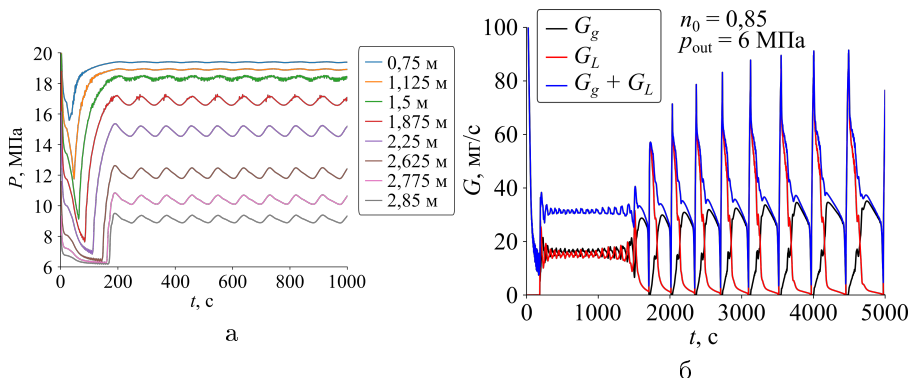 20
18
16
14
12
10
8
6
P, МПа
0 200 400 600 800 1000
t, с
0,75 м
1,125 м
1,5 м
1,875 м
2,25 м
2,625 м
2,775 м
2,85 м
а
100
80
60
40
20
0
G, мг/с
G_g
G_L
G_g + G_L
n_0 = 0,85
p_out = 6 МПа
0 1000 2000 3000 4000 5000
t, с
б